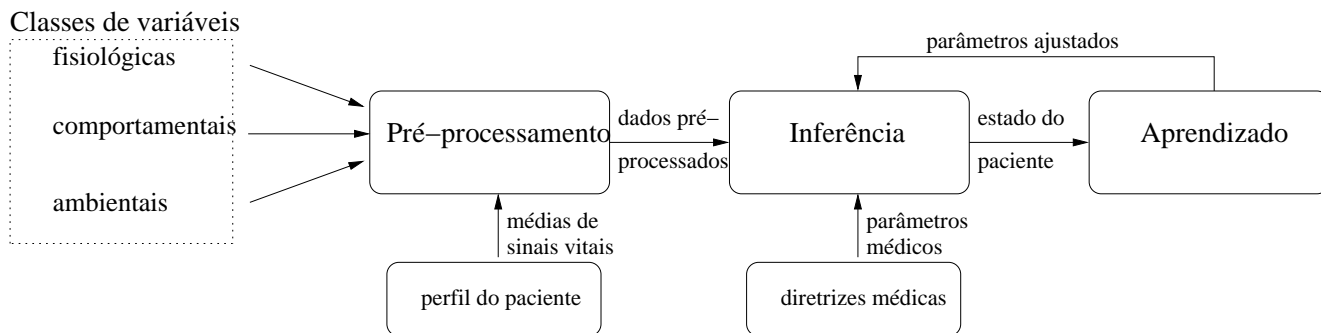 Classes de variáveis
fisiológicas
comportamentais
ambientais
Pré−processamento
dados pré−
processados
Inferência
estado do
paciente
Aprendizado
parâmetros ajustados
médias de
sinais vitais
perfil do paciente
parâmetros
médicos
diretrizes médicas